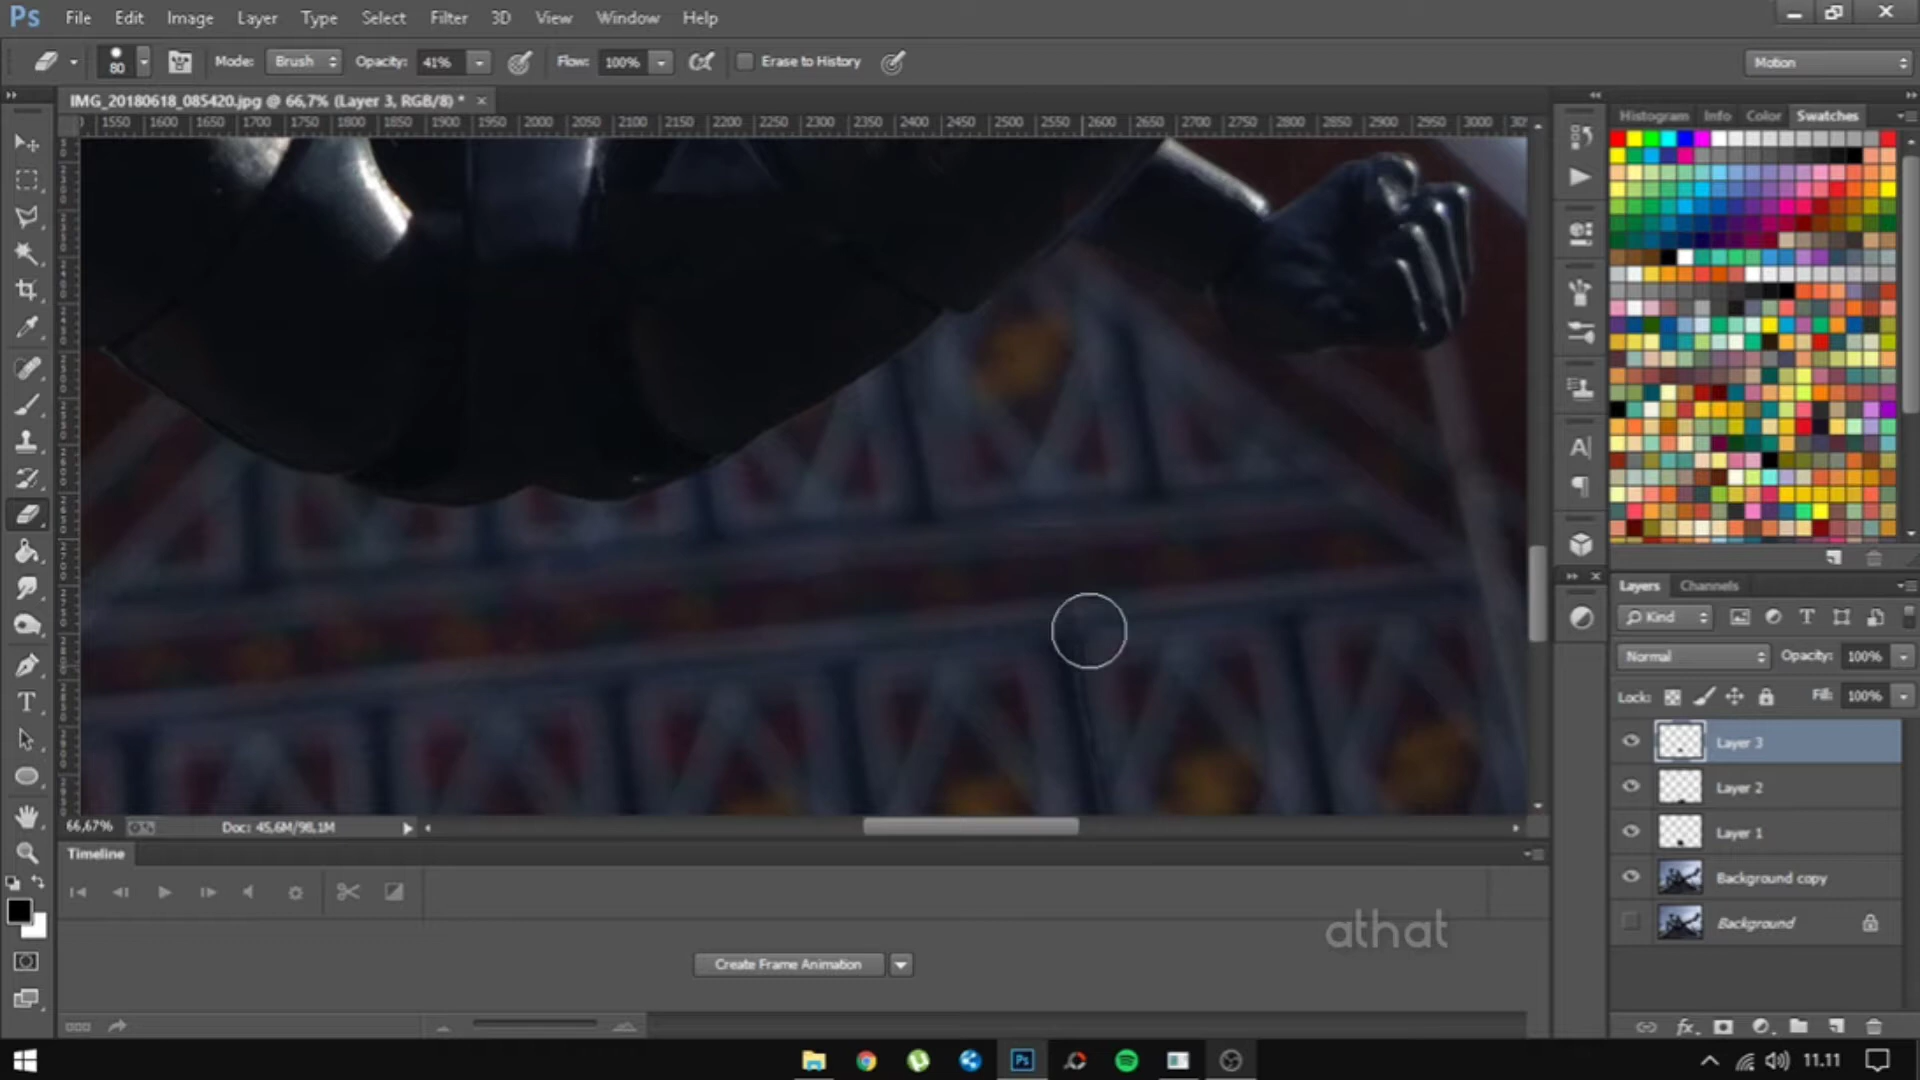 Ps File Edit Image Layer Type Select Filter 3D View Window Help
80 Mode: Brush Opacity: 41% Flow: 100% Erase to History Motion
IMG_20180618_085420.jpg @ 66,7% (Layer 3, RGB/8) *
Histogram Info Color Swatches
1550 1600 1650 1700 1750 1800 1850 1900 1950 2000 2050 2100 2150 2200 2250 2300 2350 2400 2450 2500 2550 2600 2650 2700 2750 2800 2850 2900 2950 3000
Layers Channels
Kind
Normal Opacity: 100%
Lock: Fill: 100%
Layer 3
Layer 2
Layer 1
Background copy
Background
66,67% Doc: 45,6M/98,1M
Timeline
athat
Create Frame Animation
Ps 11.11